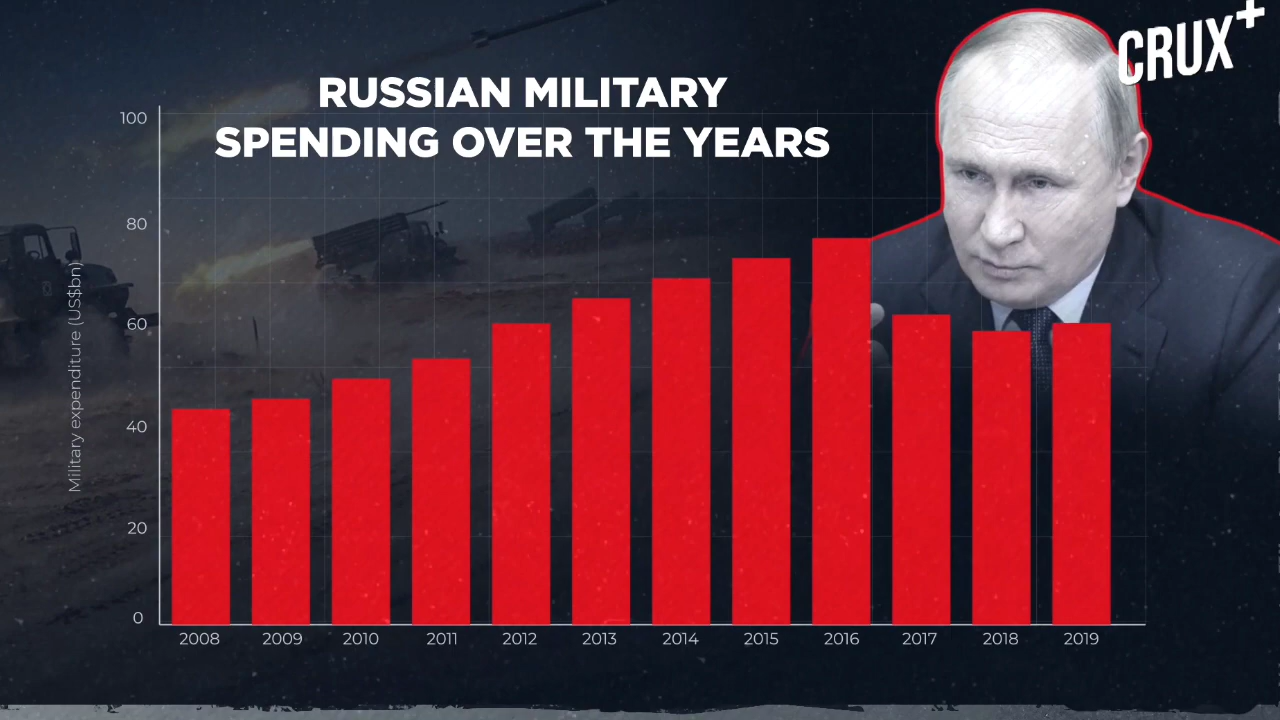 CRUX+
RUSSIAN MILITARY
SPENDING OVER THE YEARS
Military expenditure (US$bn)
100
80
60
40
20
0
2008 2009 2010 2011 2012 2013 2014 2015 2016 2017 2018 2019